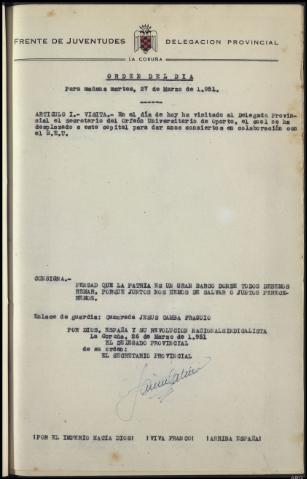 FRENTE DE JUVENTUDES DELEGACION PROVINCIAL
LA CORUÑA
ORDEN DEL DIA
Para mañana martes, 27 de Marzo de 1.951.
ARTICULO I.- VISITA.- En el día de hoy ha visitado al Delegado Provin-
cial el Secretario del Orfeón Universitario de Oporto, el cual se ha
desplazado a esta capital para dar unos conciertos en colaboración con
el S.E.U.
CONSIGNA.-
PENSAD QUE LA PATRIA ES UN GRAN BARCO DONDE TODOS DEBEMOS
REMAR, PORQUE JUNTOS NOS HEMOS DE SALVAR O JUNTOS PERECE-
REMOS.
Enlace de guardia: Camarada JESUS CAMBA FRAGUIO
POR DIOS, ESPAÑA Y SU REVOLUCION NACIONALSINDICALISTA
La Coruña, 26 de Marzo de 1.951
EL DELEGADO PROVINCIAL
de su orden:
EL SECRETARIO PROVINCIAL
¡POR EL IMPERIO HACIA DIOS! ¡VIVA FRANCO! ¡ARRIBA ESPAÑA!